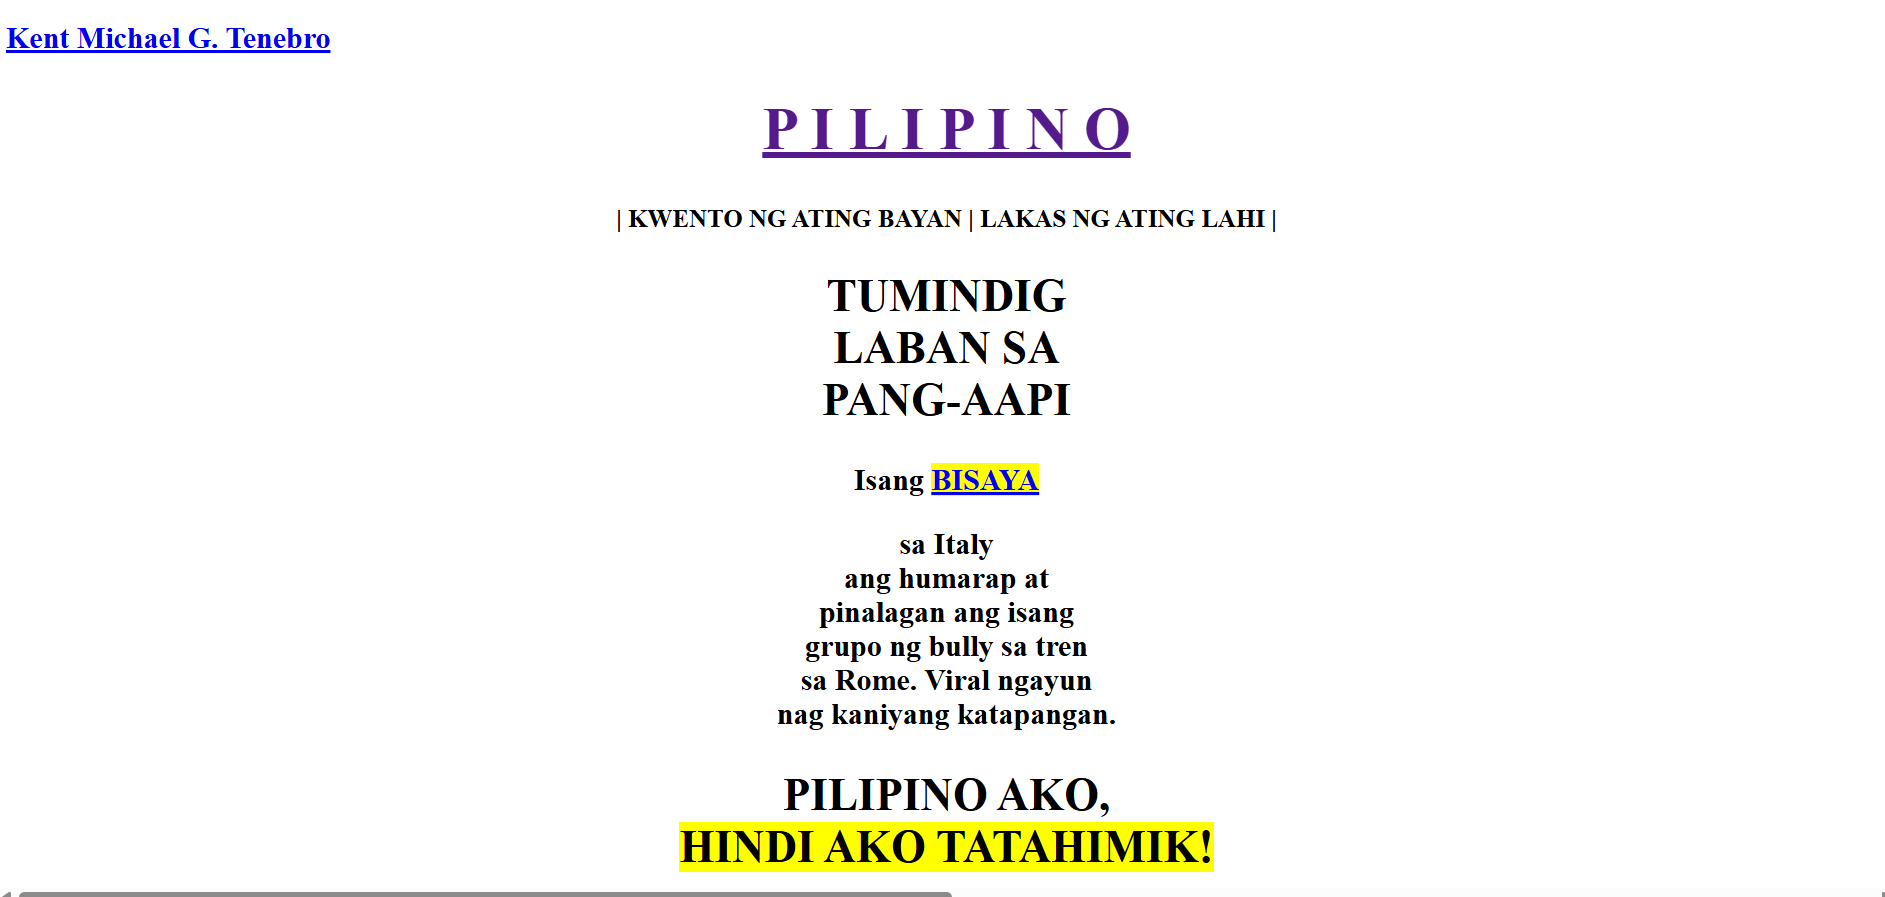 Kent Michael G. Tenebro
P I L I P I N O
| KWENTO NG ATING BAYAN | LAKAS NG ATING LAHI |
TUMINDIG
LABAN SA
PANG-AAPI
Isang BISAYA
sa Italy
ang humarap at
pinalagan ang isang
grupo ng bully sa tren
sa Rome. Viral ngayun
nag kaniyang katapangan.
PILIPINO AKO,
HINDI AKO TATAHIMIK!